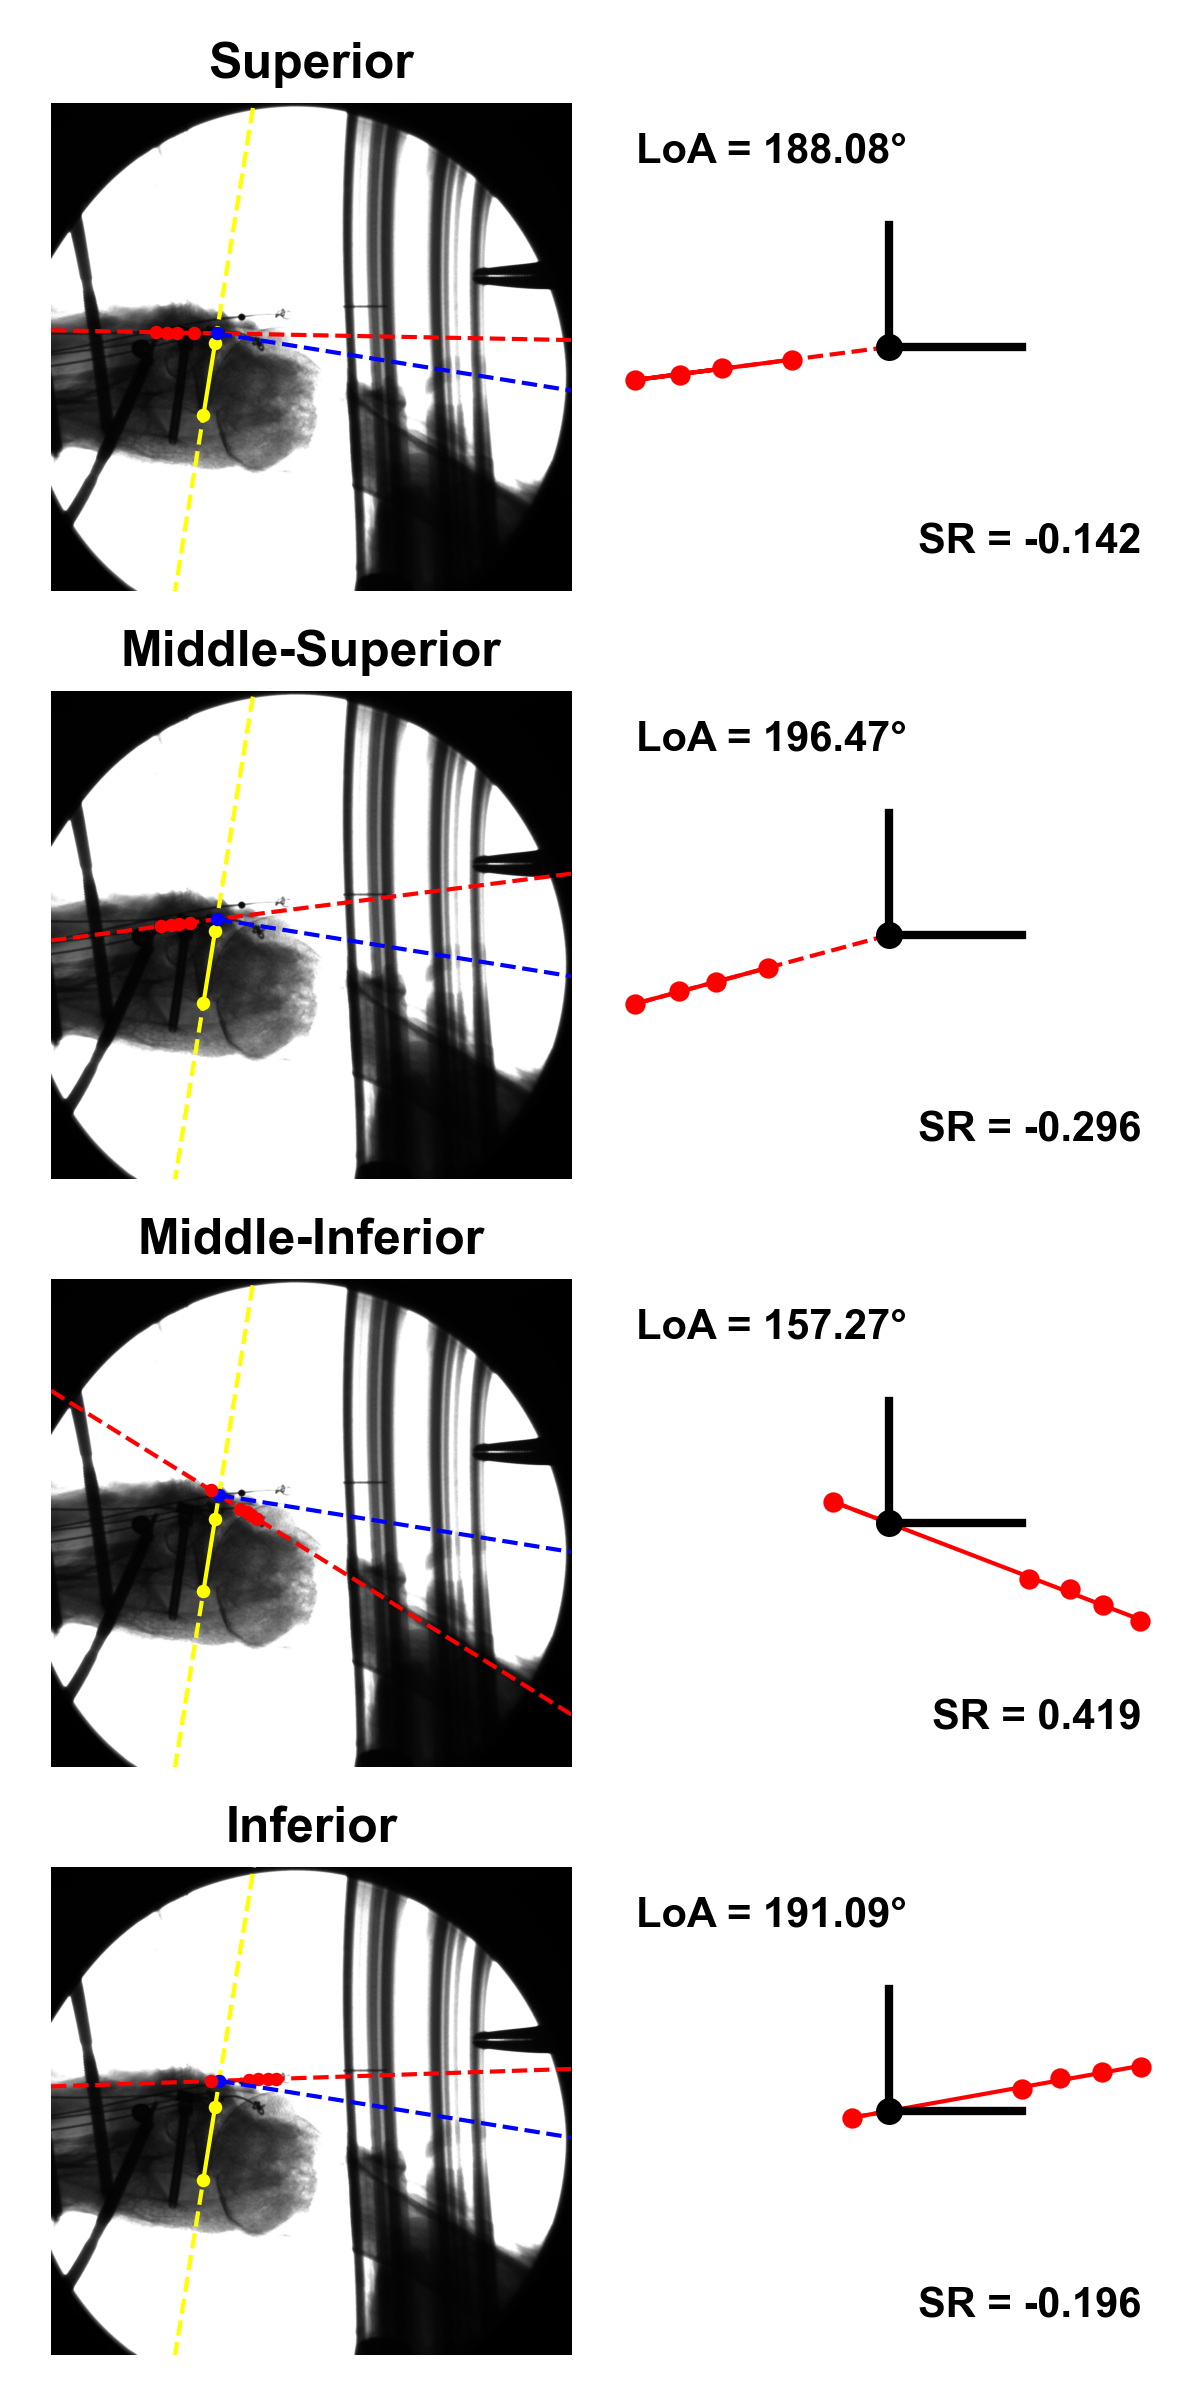 Superior
LoA = 188.08°
SR = -0.142
Middle-Superior
LoA = 196.47°
SR = -0.296
Middle-Inferior
LoA = 157.27°
SR = 0.419
Inferior
LoA = 191.09°
SR = -0.196